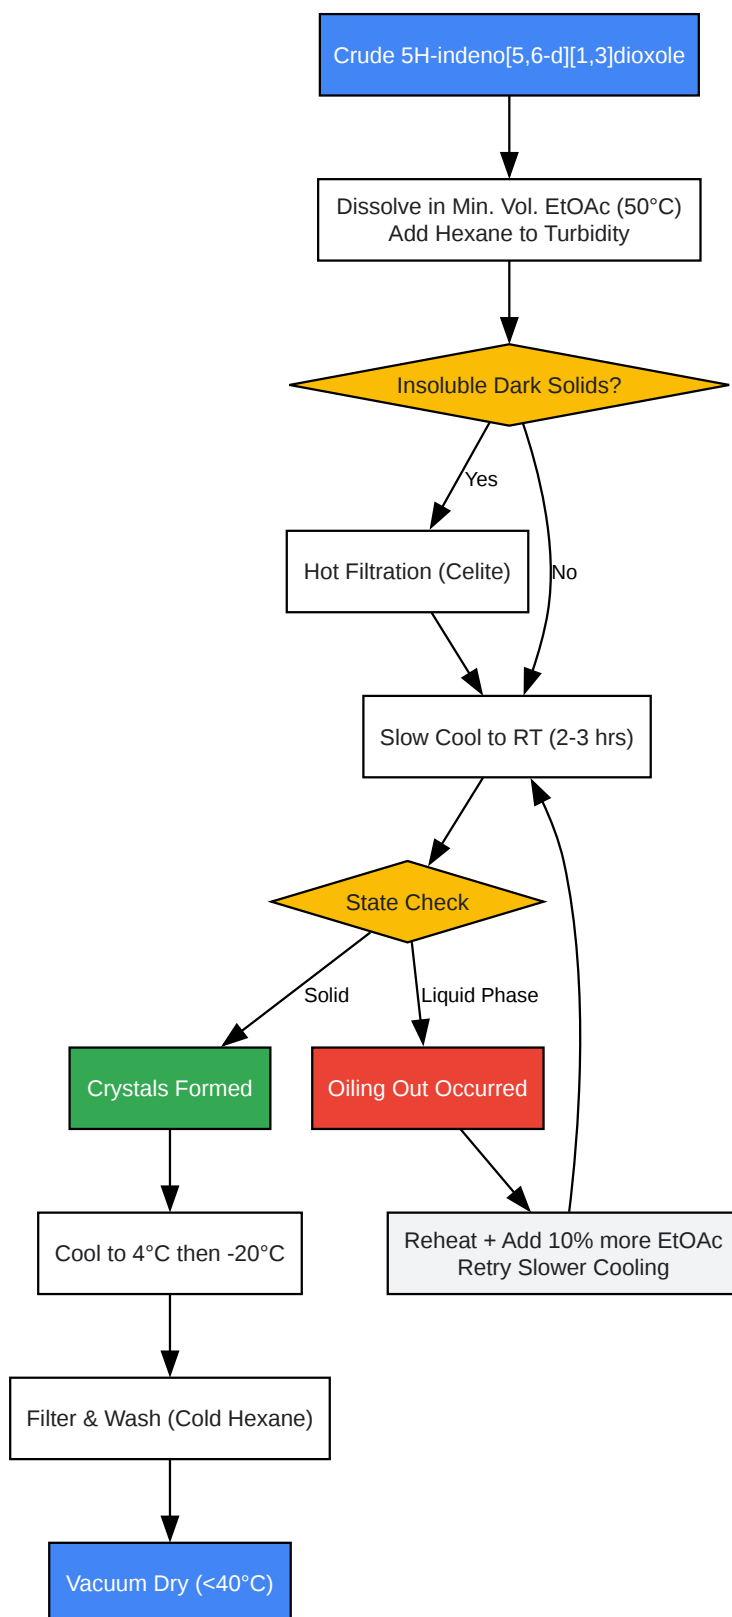 Crude 5H-indeno[5,6-d][1,3]dioxole
Dissolve in Min. Vol. EtOAc (50°C)
Add Hexane to Turbidity
Insoluble Dark Solids?
Yes
No
Hot Filtration (Celite)
Slow Cool to RT (2-3 hrs)
State Check
Solid
Liquid Phase
Crystals Formed
Oiling Out Occurred
Cool to 4°C then -20°C
Reheat + Add 10% more EtOAc
Retry Slower Cooling
Filter & Wash (Cold Hexane)
Vacuum Dry (<40°C)